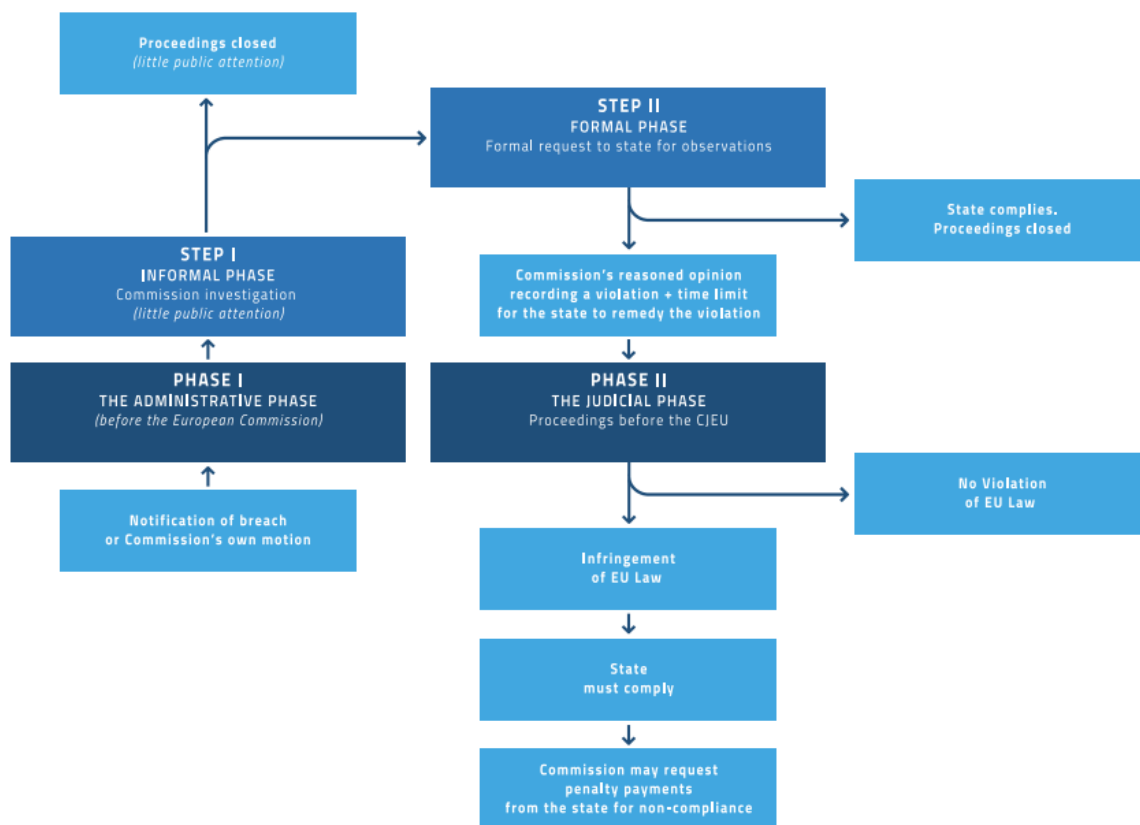 Proceedings closed
(little public attention)
STEP II
FORMAL PHASE
Formal request to state for observations
State complies.
Proceedings closed
STEP I
INFORMAL PHASE
Commission investigation
(little public attention)
Commission's reasoned opinion
recording a violation + time limit
for the state to remedy the violation
PHASE I
THE ADMINISTRATIVE PHASE
(before the European Commission)
PHASE II
THE JUDICIAL PHASE
Proceedings before the CJEU
No Violation
of EU Law
Notification of breach
or Commission's own motion
Infringement
of EU Law
State
must comply
Commission may request
penalty payments
from the state for non-compliance